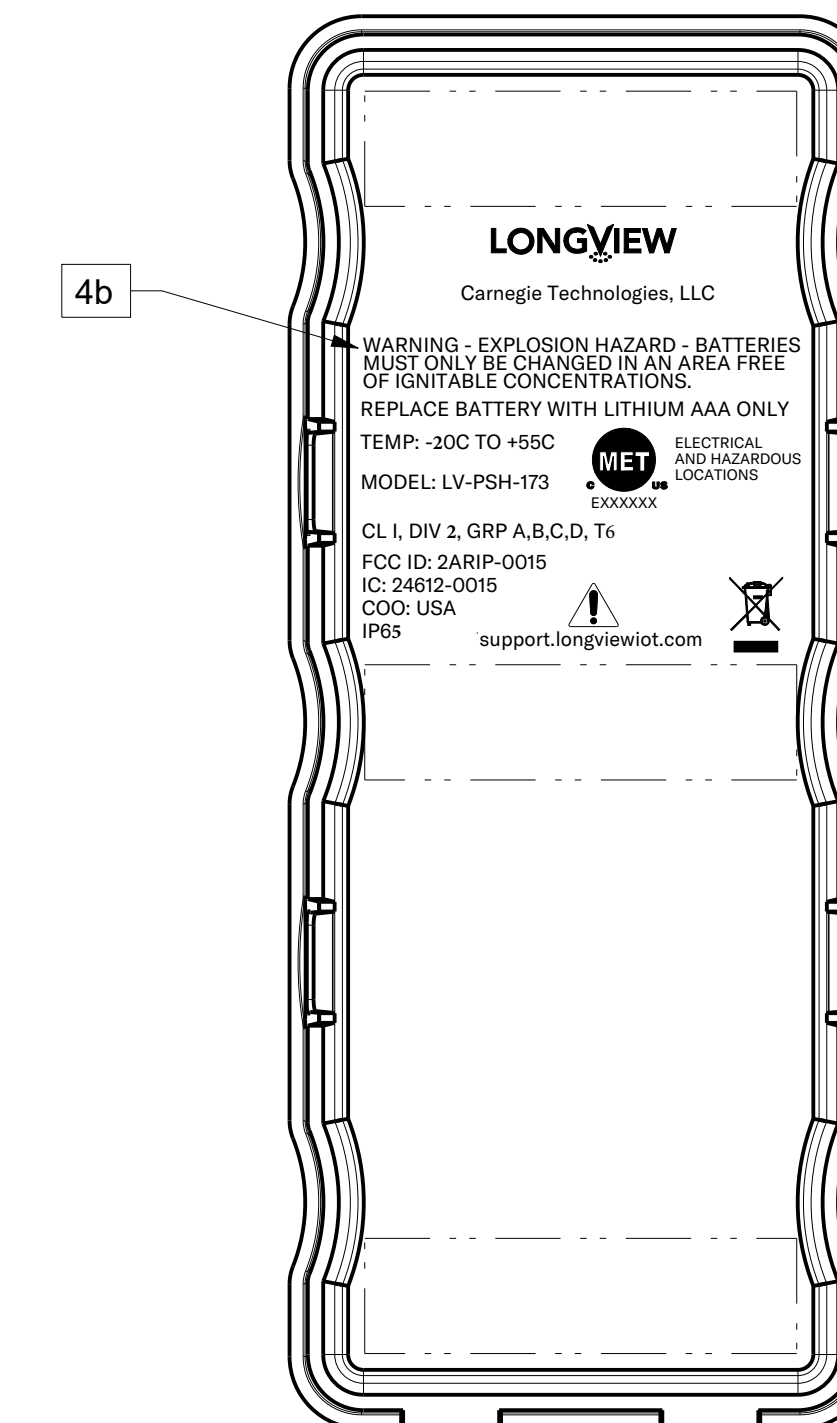 LONGVIEW
Carnegie Technologies, LLC
4b
WARNING - EXPLOSION HAZARD - BATTERIES
MUST ONLY BE CHANGED IN AN AREA FREE
OF IGNITABLE CONCENTRATIONS.
REPLACE BATTERY WITH LITHIUM AAA ONLY
TEMP: -20C TO +55C
MODEL: LV-PSH-173
MET
C US
EXXXXXX
ELECTRICAL
AND HAZARDOUS
LOCATIONS
CL I, DIV 2, GRP A,B,C,D, T6
FCC ID: 2ARIP-0015
IC: 24612-0015
COO: USA
IP65
support.longviewiot.com